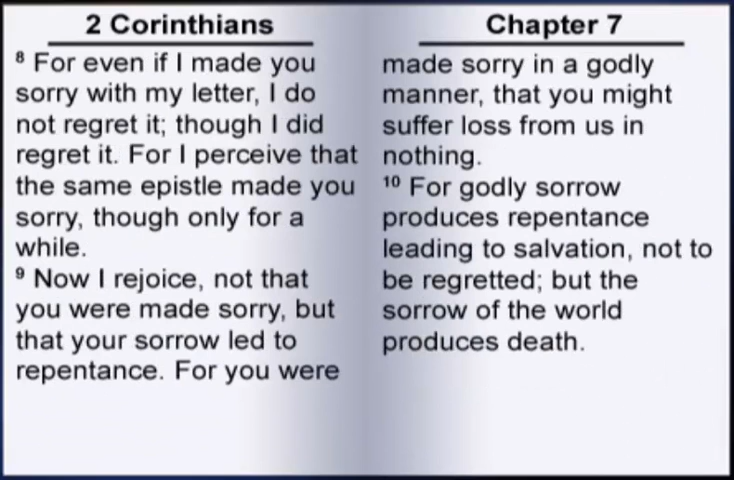 2 Corinthians
⁸ For even if I made you
sorry with my letter, I do
not regret it; though I did
regret it. For I perceive that
the same epistle made you
sorry, though only for a
while.
⁹ Now I rejoice, not that
you were made sorry, but
that your sorrow led to
repentance. For you were
Chapter 7
made sorry in a godly
manner, that you might
suffer loss from us in
nothing.
¹⁰ For godly sorrow
produces repentance
leading to salvation, not to
be regretted; but the
sorrow of the world
produces death.